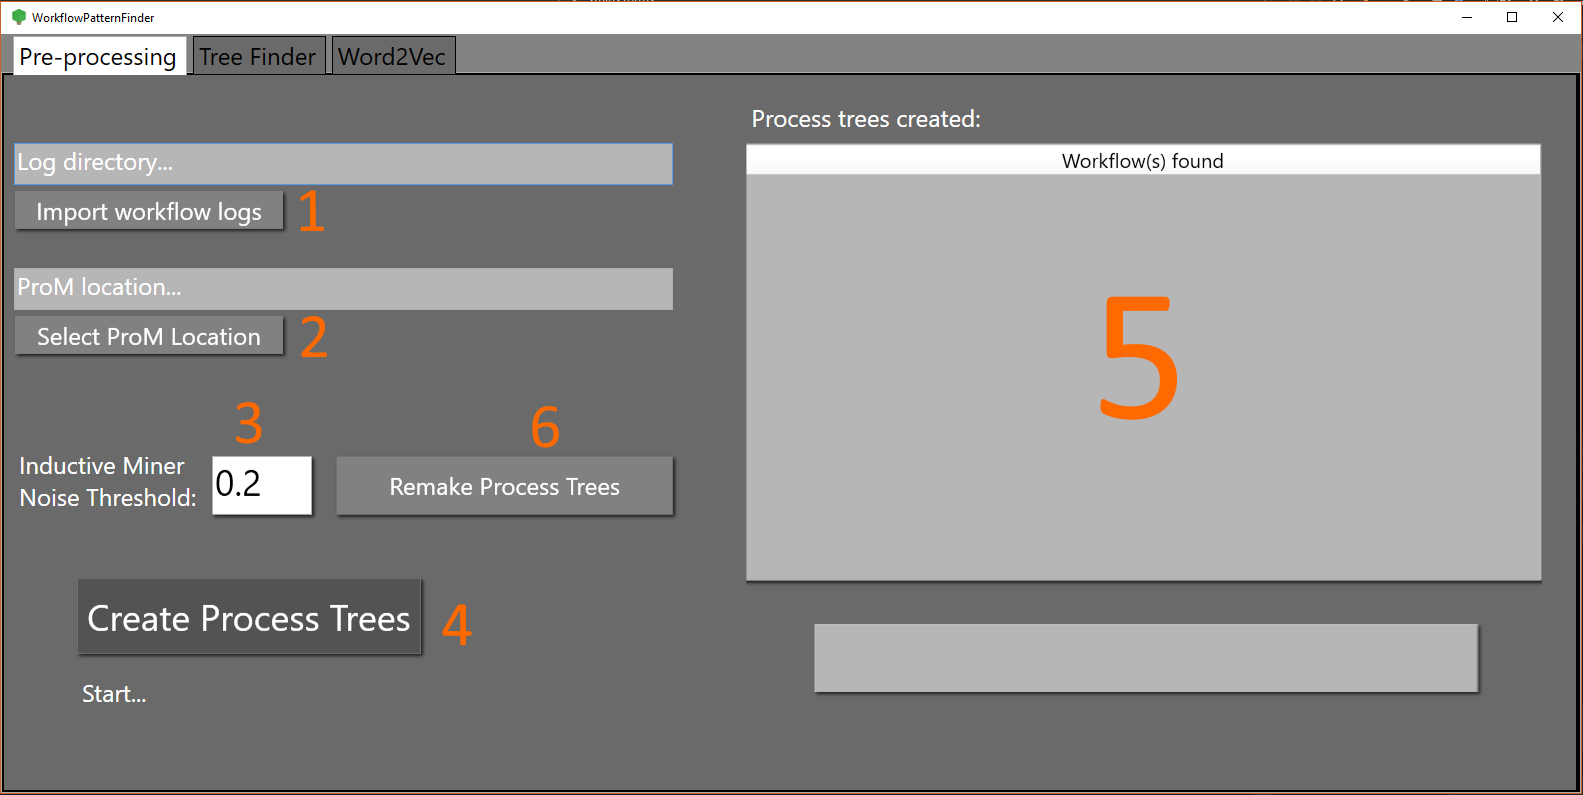 WorkflowPatternFinder
Pre-processing
Tree Finder
Word2Vec
Log directory...
Import workflow logs
1
ProM location...
Select ProM Location
2
3
6
Inductive Miner
Noise Threshold:
0.2
Remake Process Trees
Create Process Trees
4
Start...
Process trees created:
Workflow(s) found
5